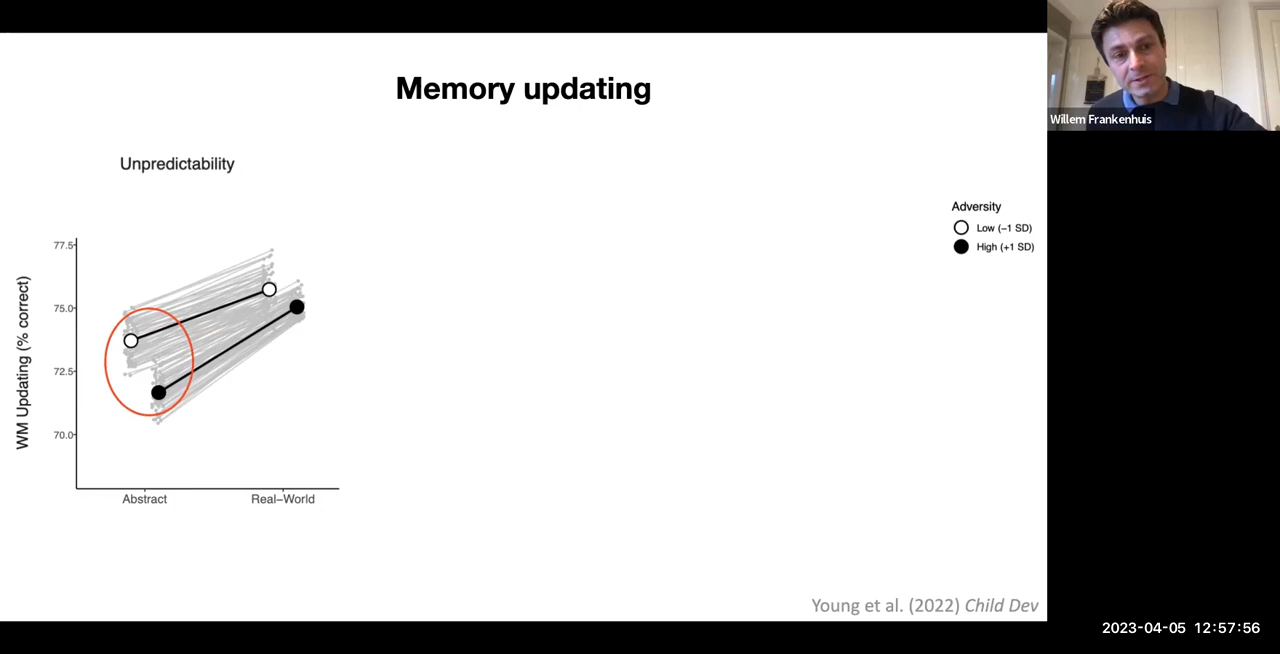 Memory updating
Willem Frankenhuis
Unpredictability
Adversity
Low (−1 SD)
High (+1 SD)
WM Updating (% correct)
77.5
75.0
72.5
70.0
Abstract
Real−World
Young et al. (2022) Child Dev
2023-04-05 12:57:56